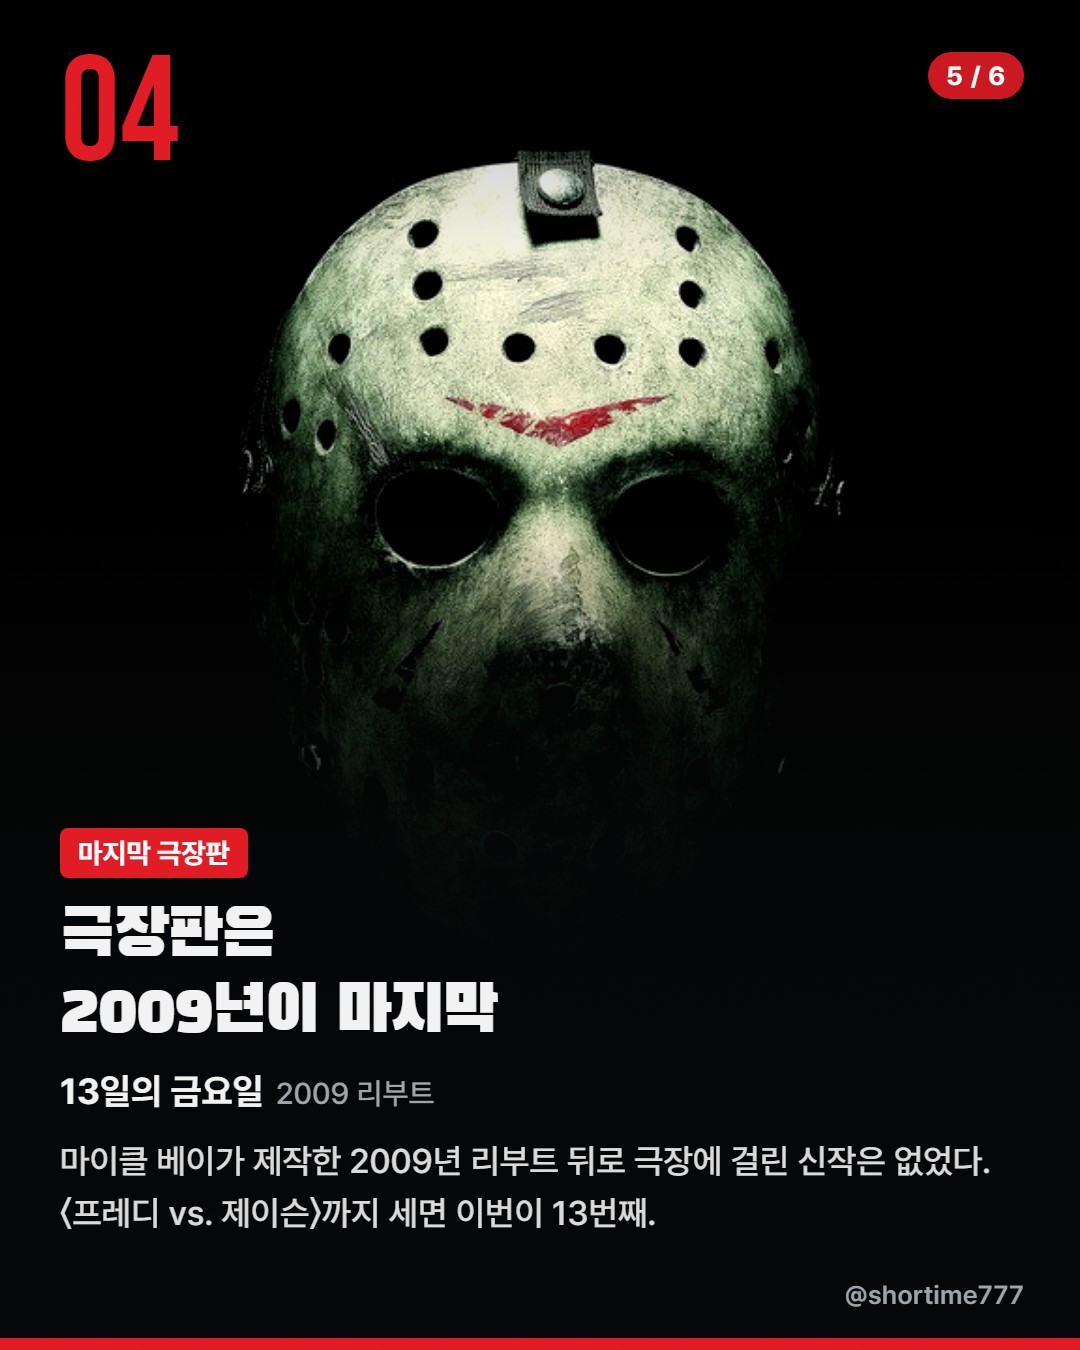 04
5 / 6
마지막 극장판
극장판은
2009년이 마지막
13일의 금요일 2009 리부트
마이클 베이가 제작한 2009년 리부트 뒤로 극장에 걸린 신작은 없었다.
〈프레디 vs. 제이슨〉까지 세면 이번이 13번째.
@shortime777